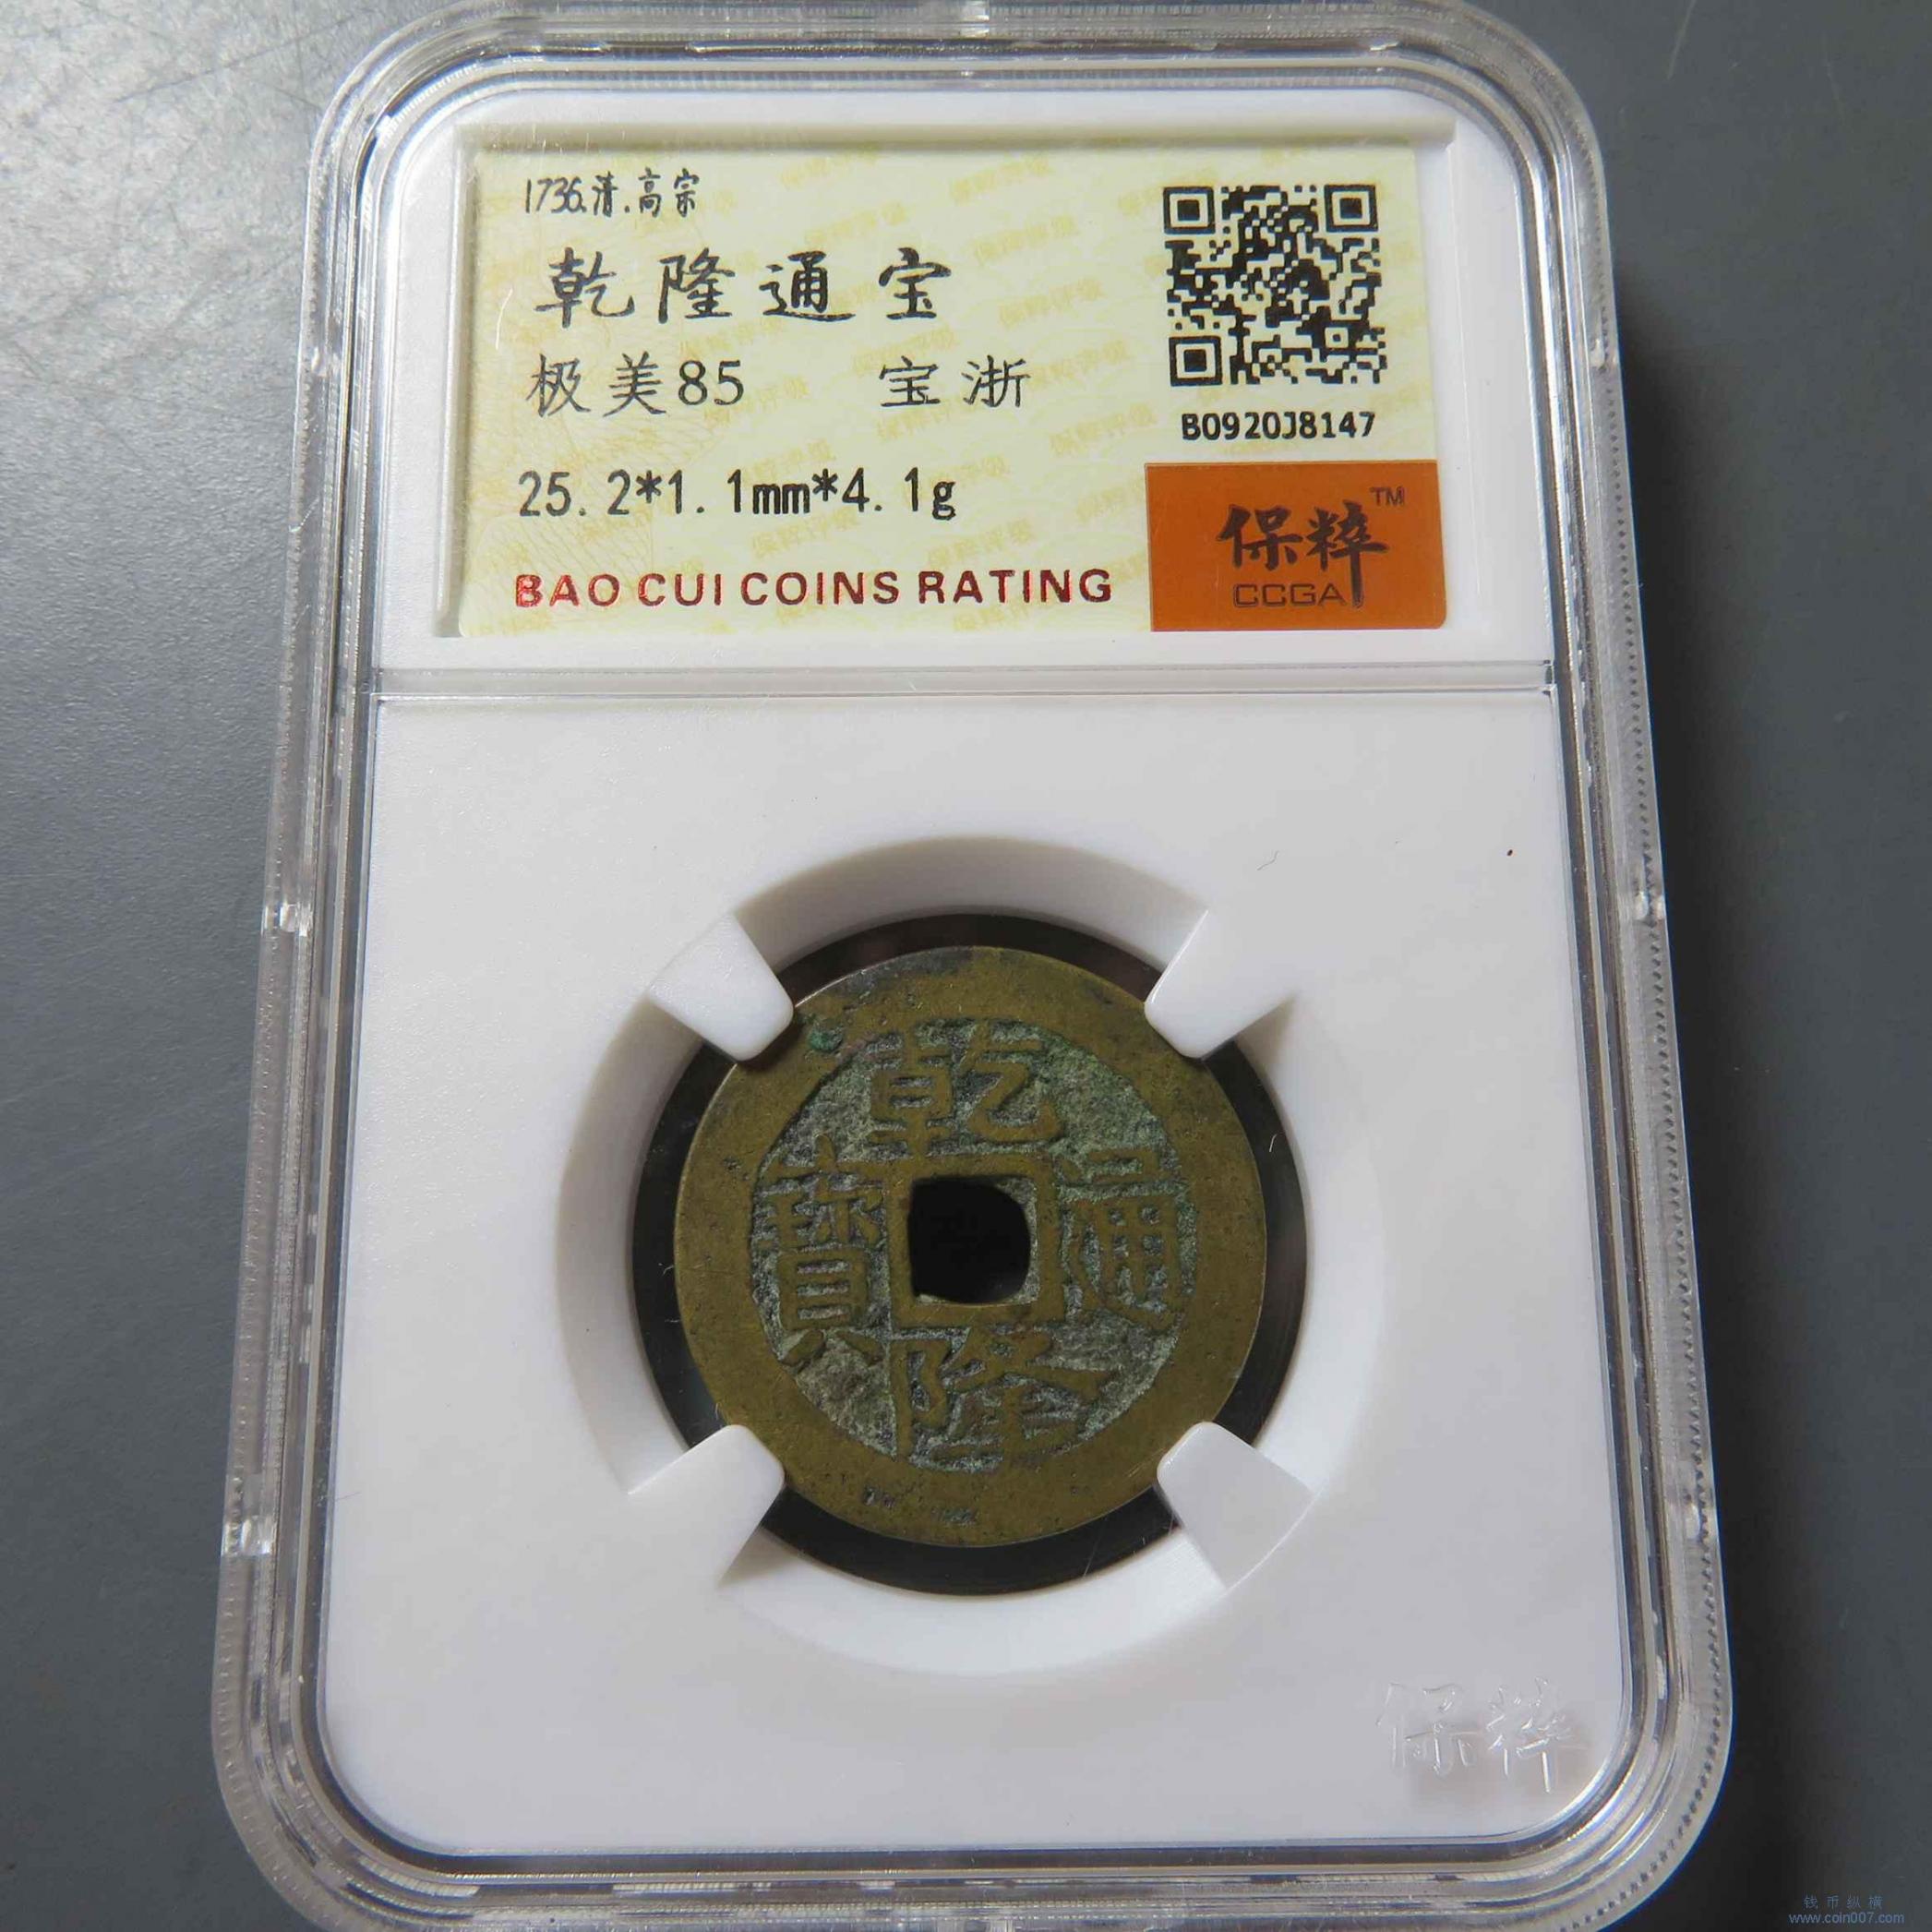 1736.清.高宗
乾隆通宝
极美85 宝浙
25.2*1.1mm*4.1g
BAO CUI COINS RATING
B0920J8147
保粹™
CCGA
乾隆通寶
保粹
钱币纵横
www.coin007.com